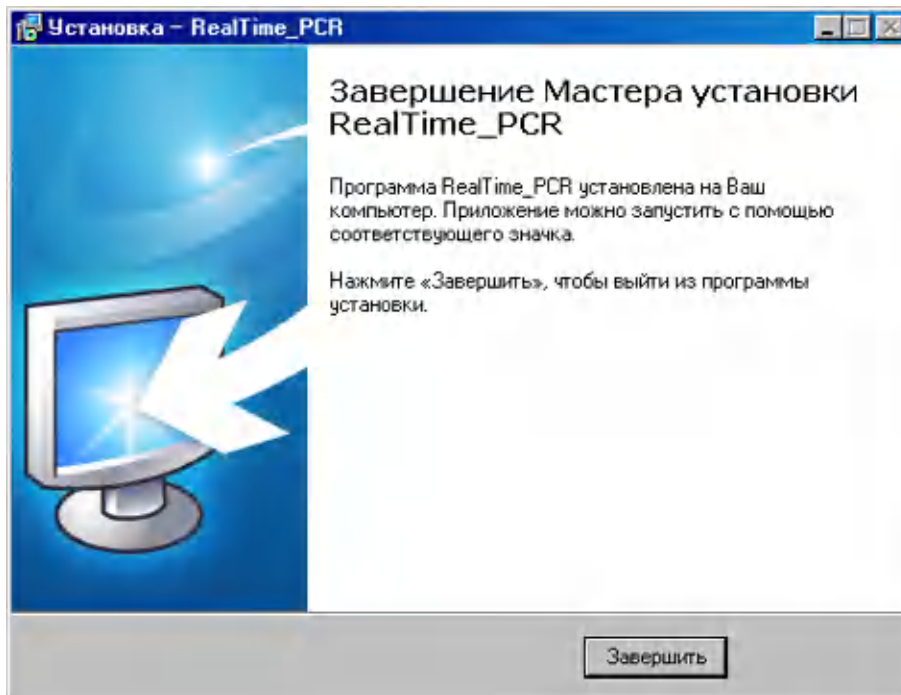 Установка – RealTime_PCR
Завершение Мастера установки
RealTime_PCR
Программа RealTime_PCR установлена на Ваш
компьютер. Приложение можно запустить с помощью
соответствующего значка.
Нажмите «Завершить», чтобы выйти из программы
установки.
Завершить